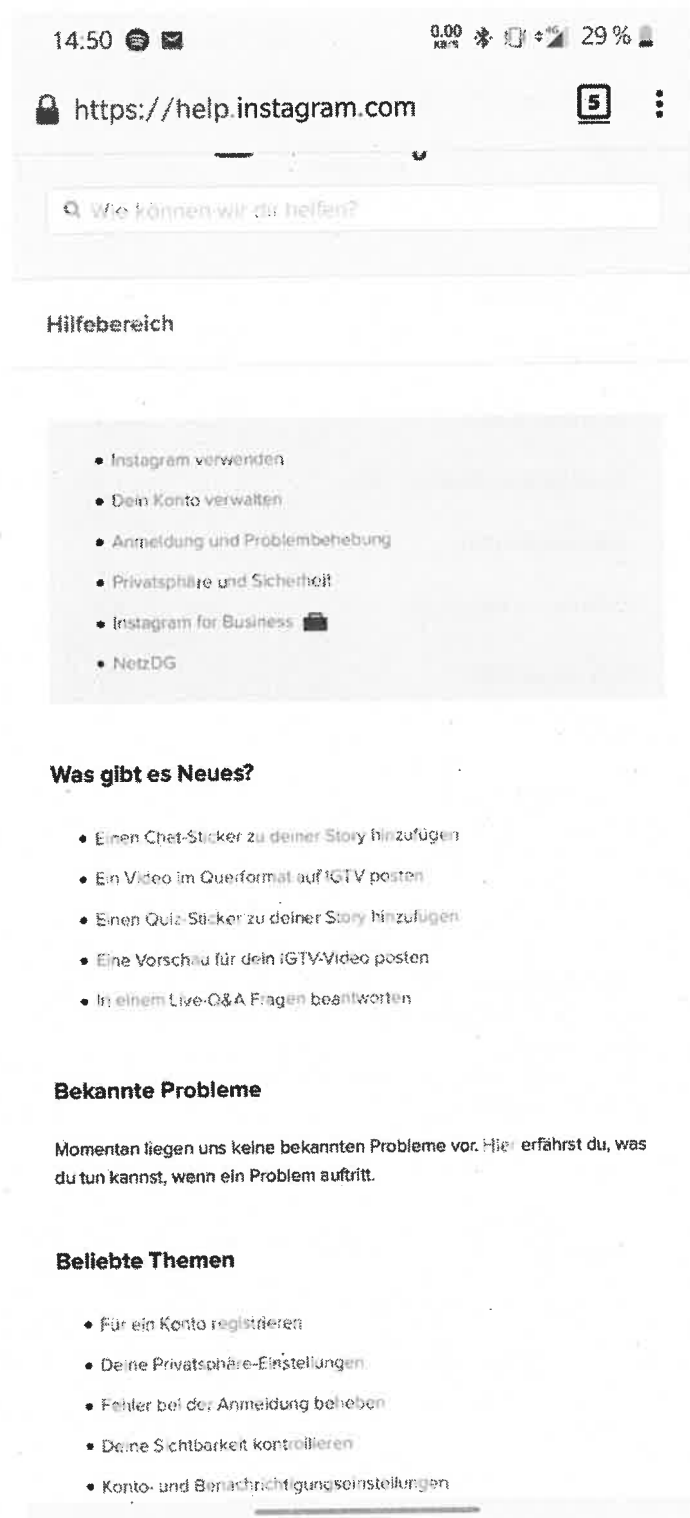 14:50 0.00 KB/S 4G 29 %
https://help.instagram.com 5
Wie können wir dir helfen?
Hilfebereich
• Instagram verwenden
• Dein Konto verwalten
• Anmeldung und Problembehebung
• Privatsphäre und Sicherheit
• Instagram for Business
• NetzDG
Was gibt es Neues?
• Einen Chat-Sticker zu deiner Story hinzufügen
• Ein Video im Querformat auf IGTV posten
• Einen Quiz-Sticker zu deiner Story hinzufügen
• Eine Vorschau für dein IGTV-Video posten
• In einem Live-Q&A Fragen beantworten
Bekannte Probleme
Momentan liegen uns keine bekannten Probleme vor. Hier erfährst du, was
du tun kannst, wenn ein Problem auftritt.
Beliebte Themen
• Für ein Konto registrieren
• Deine Privatsphäre-Einstellungen
• Fehler bei der Anmeldung beheben
• Deine Sichtbarkeit kontrollieren
• Konto- und Benachrichtigungseinstellungen